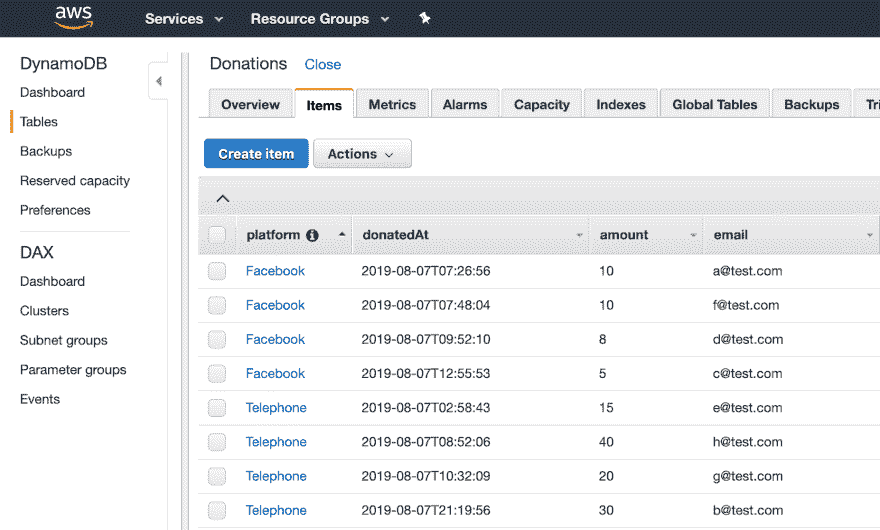 aws Services Resource Groups
DynamoDB
Dashboard
Tables
Backups
Reserved capacity
Preferences
DAX
Dashboard
Clusters
Subnet groups
Parameter groups
Events
Donations Close
Overview Items Metrics Alarms Capacity Indexes Global Tables Backups
Create item Actions
platform donatedAt amount email
Facebook 2019-08-07T07:26:56 10 a@test.com
Facebook 2019-08-07T07:48:04 10 f@test.com
Facebook 2019-08-07T09:52:10 8 d@test.com
Facebook 2019-08-07T12:55:53 5 c@test.com
Telephone 2019-08-07T02:58:43 15 e@test.com
Telephone 2019-08-07T08:52:06 40 h@test.com
Telephone 2019-08-07T10:32:09 20 g@test.com
Telephone 2019-08-07T21:19:56 30 b@test.com